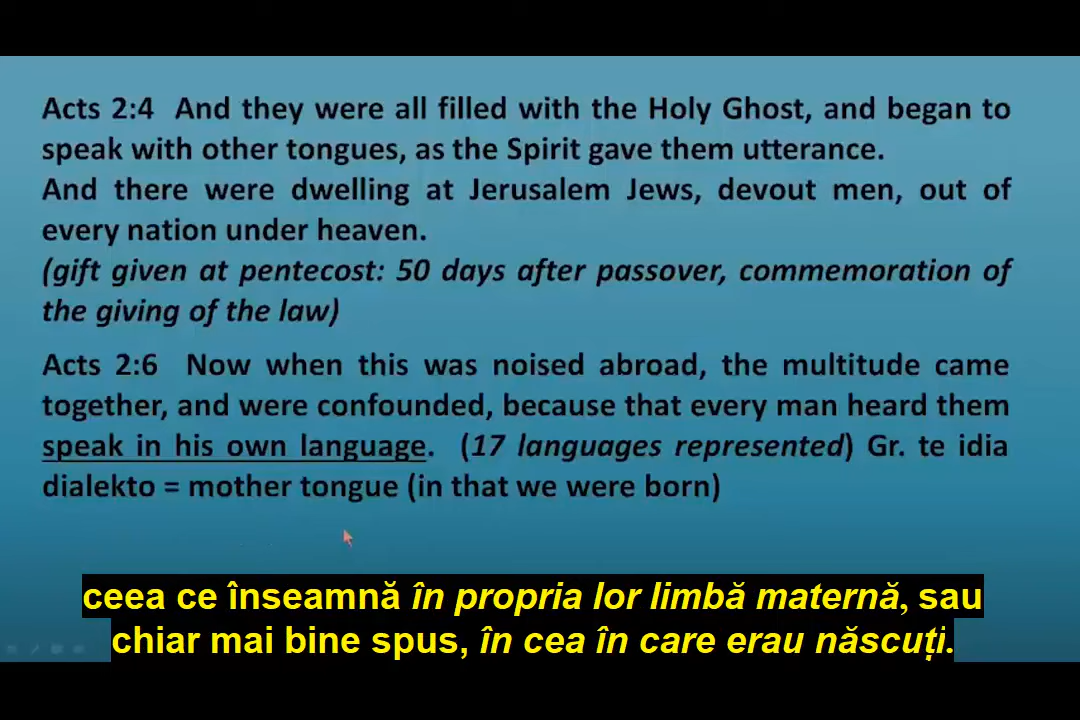 Acts 2:4 And they were all filled with the Holy Ghost, and began to
speak with other tongues, as the Spirit gave them utterance.
And there were dwelling at Jerusalem Jews, devout men, out of
every nation under heaven.
(gift given at pentecost: 50 days after passover, commemoration of
the giving of the law)
Acts 2:6 Now when this was noised abroad, the multitude came
together, and were confounded, because that every man heard them
speak in his own language. (17 languages represented) Gr. te idia
dialekto = mother tongue (in that we were born)
ceea ce înseamnă în propria lor limbă maternă, sau
chiar mai bine spus, în cea în care erau născuți.